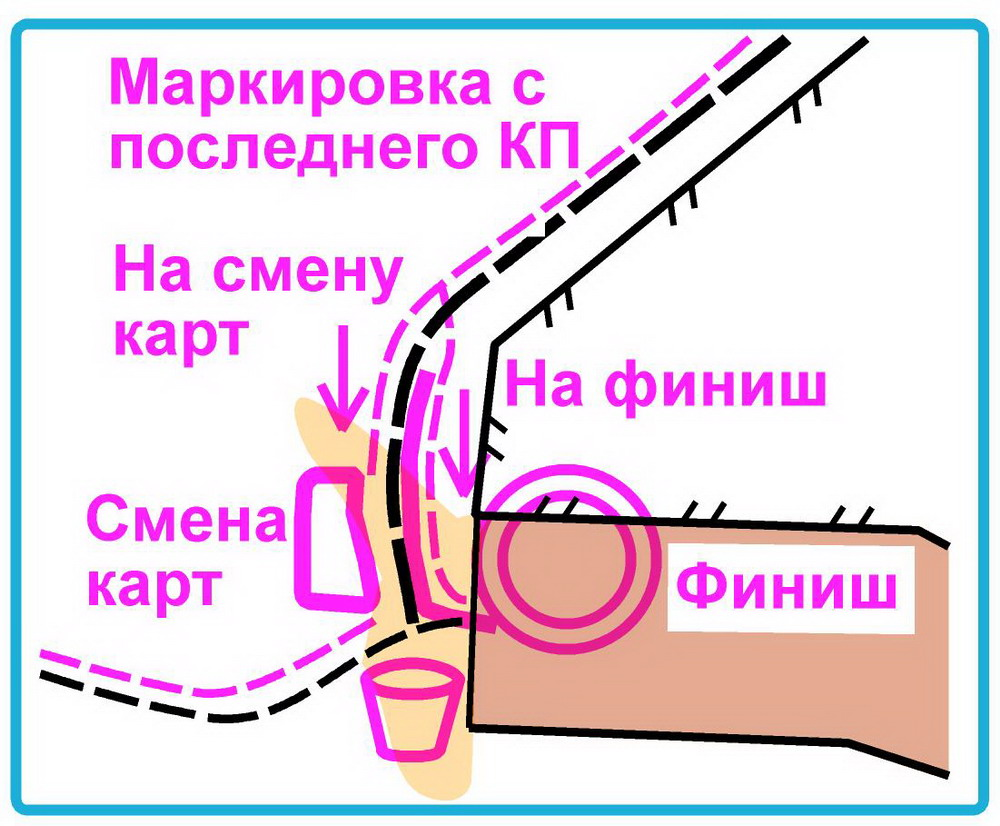 Маркировка с
последнего КП
На смену
карт
На финиш
Смена
карт
Финиш